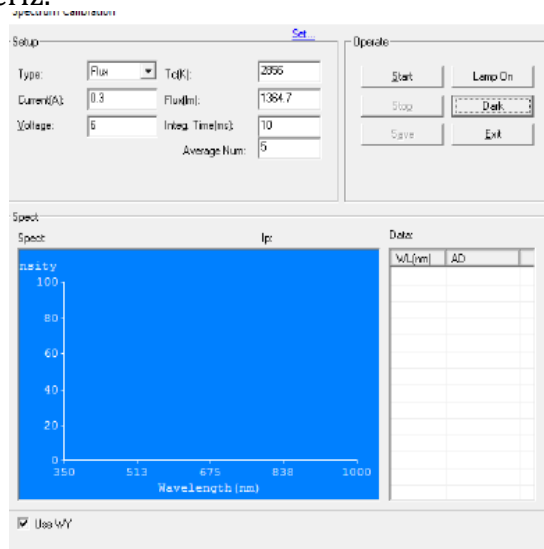 Spectrum Calibration
Setup
Set...
Type: Flux
Tc(K): 2856
Current(A): 0.3
Flux(lm): 1364.7
Voltage: 6
Integ. Time(ms): 10
Average Num: 5
Operate
Start
Lamp On
Stop
Dark
Save
Exit
Spect
Spect:
Ip:
Data:
WL(nm) AD
nsity
100
80
60
40
20
0
350 513 675 838 1000
Wavelength(nm)
Use WY